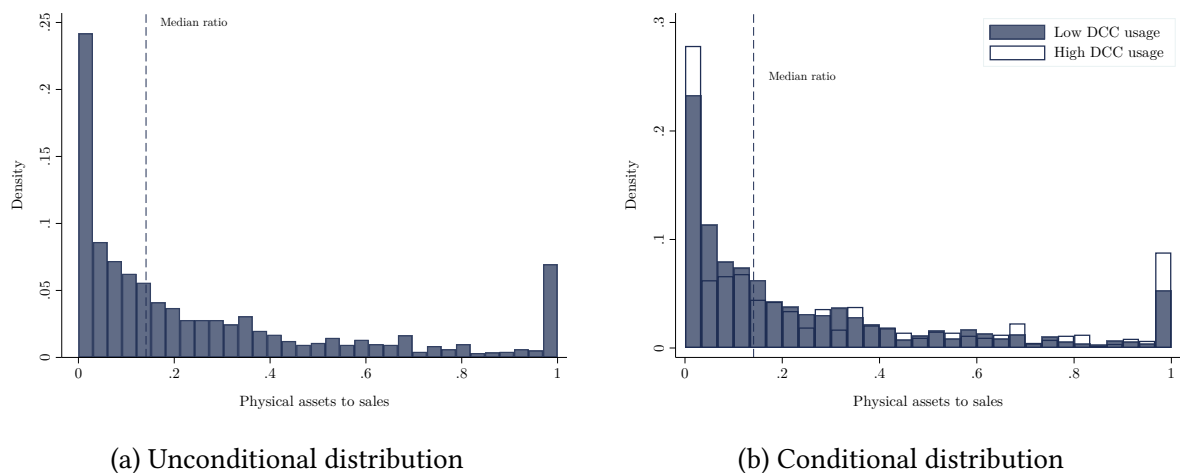 .25
.2
.15
.1
.05
0
Density
Median ratio
0 .2 .4 .6 .8 1
Physical assets to sales
(a) Unconditional distribution
.3
.2
.1
0
Density
Median ratio
Low DCC usage
High DCC usage
0 .2 .4 .6 .8 1
Physical assets to sales
(b) Conditional distribution